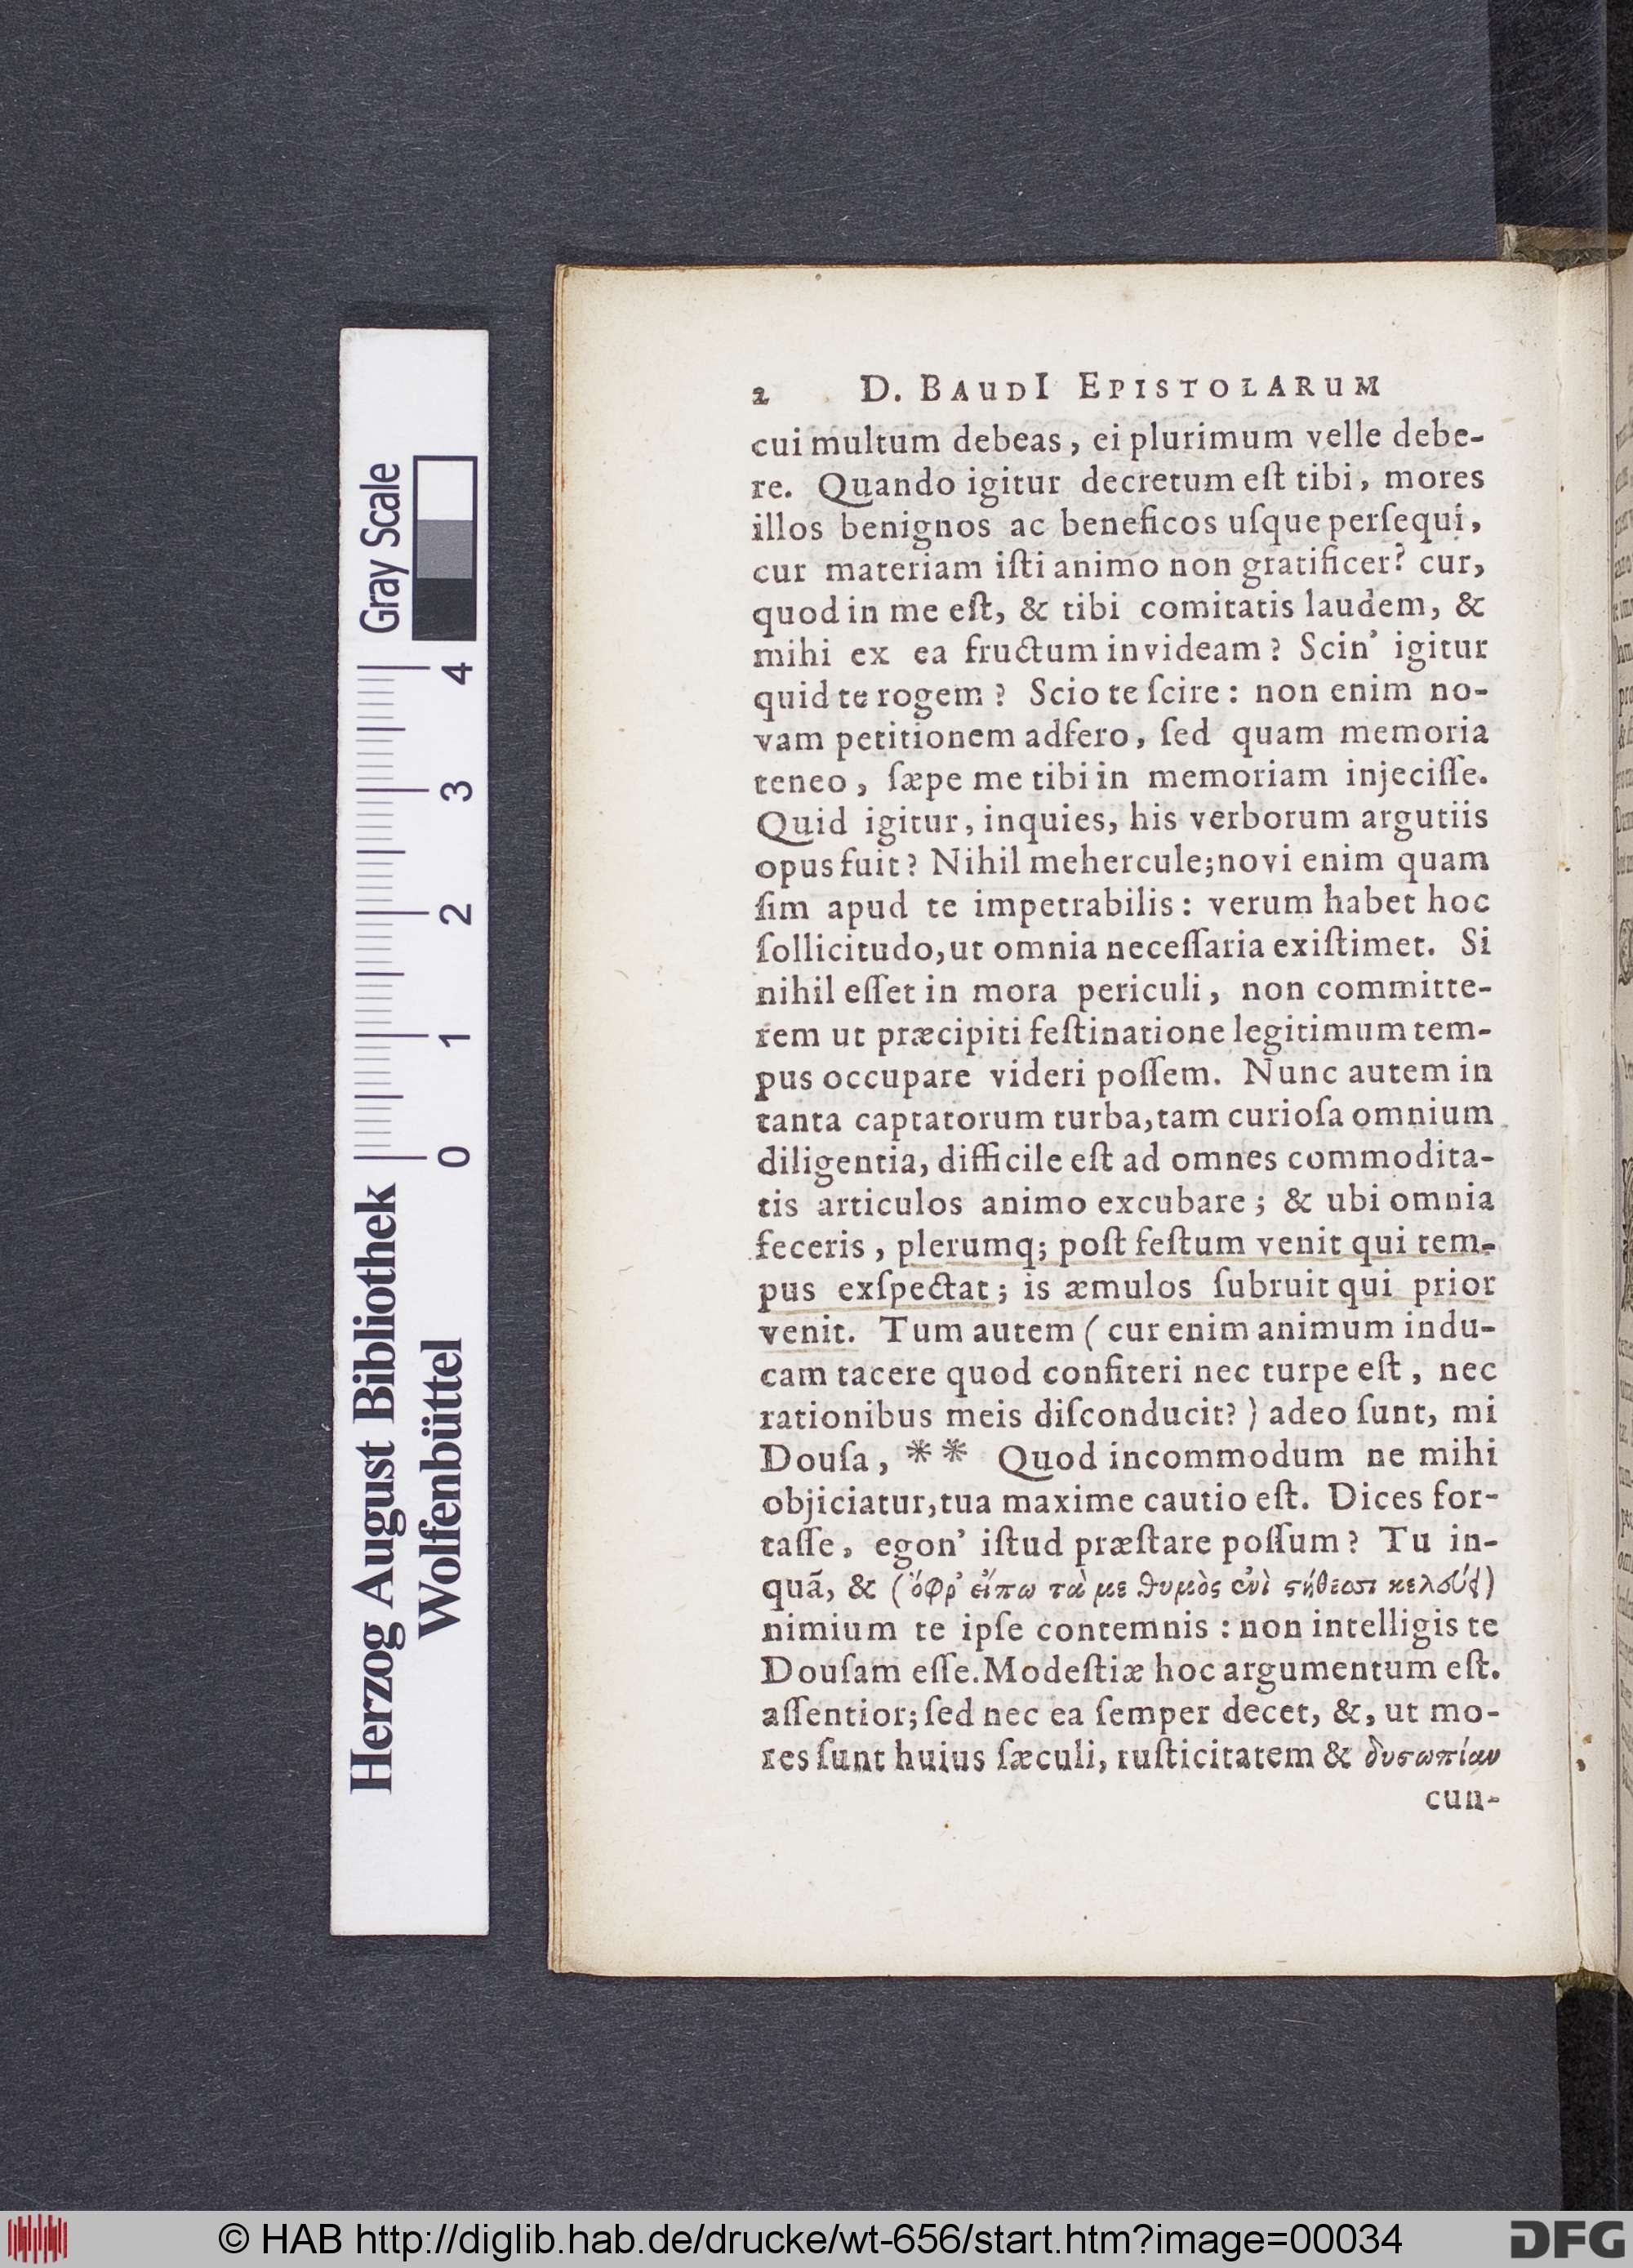 2 D. BAUDI EPISTOLARUM
cui multum debeas, ei plurimum velle debe-
re. Quando igitur decretum eſt tibi, mores
illos benignos ac beneficos uſque perſequi,
cur materiam iſti animo non gratificer? cur,
quod in me eſt, & tibi comitatis laudem, &
mihi ex ea fructum invideam? Scin' igitur
quid te rogem? Scio te ſcire: non enim no-
vam petitionem adfero, ſed quam memoria
teneo, ſæpe me tibi in memoriam injeciſſe.
Quid igitur, inquies, his verborum argutiis
opus fuit? Nihil mehercule; novi enim quam
ſim apud te impetrabilis: verum habet hoc
ſollicitudo, ut omnia neceſſaria exiſtimet. Si
nihil eſſet in mora periculi, non committe-
rem ut præcipiti feſtinatione legitimum tem-
pus occupare videri poſſem. Nunc autem in
tanta captatorum turba, tam curioſa omnium
diligentia, difficile eſt ad omnes commodita-
tis articulos animo excubare; & ubi omnia
feceris, plerumq; poſt feſtum venit qui tem-
pus exſpectat; is æmulos ſubruit qui prior
venit. Tum autem (cur enim animum indu-
cam tacere quod confiteri nec turpe eſt, nec
rationibus meis diſconducit?) adeo ſunt, mi
Douſa, ** Quod incommodum ne mihi
objiciatur, tua maxime cautio eſt. Dices for-
taſſe, egon' iſtud præſtare poſſum? Tu in-
quã, & (ὄφρ' εἴπω τά με θυμὸς ἐνὶ ςήθεσσι κελεύει)
nimium te ipſe contemnis: non intelligis te
Douſam eſſe. Modeſtiæ hoc argumentum eſt.
aſſentior; ſed nec ea ſemper decet, &, ut mo-
res ſunt huius ſæculi, ruſticitatem & δυσωπίαν
cun-
Herzog August Bibliothek
Wolfenbüttel
0 1 2 3 4
Gray Scale
© HAB http://diglib.hab.de/drucke/wt-656/start.htm?image=00034
DFG